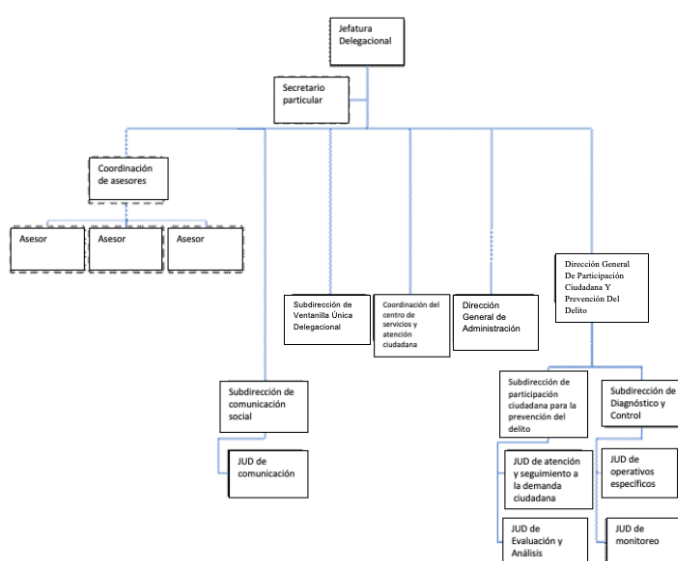 Jefatura
Delegacional
Secretario
particular
Coordinación
de asesores
Asesor
Asesor
Asesor
Subdirección de
Ventanilla Única
Delegacional
Coordinación del
centro de
servicios y
atención
ciudadana
Dirección
General de
Administración
Dirección General
De Participación
Ciudadana Y
Prevención Del
Delito
Subdirección de
comunicación
social
JUD de
comunicación
Subdirección de
participación
ciudadana para la
prevención del
delito
Subdirección de
Diagnóstico y
Control
JUD de atención
y seguimiento a
la demanda
ciudadana
JUD de
operativos
específicos
JUD de
Evaluación y
Análisis
JUD de
monitoreo